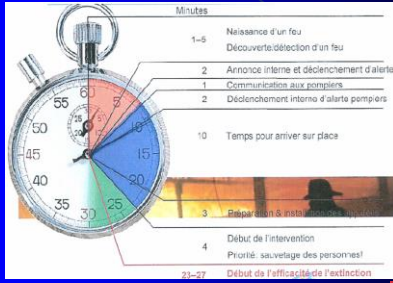 Minutes
1–5 Naissance d'un feu
Découverte/détection d'un feu
2 Annonce interne et déclenchement d'alerte
1 Communication aux pompiers
2 Déclenchement interne d'alerte pompiers
10 Temps pour arriver sur place
3 Préparation & installation des
4 Début de l'intervention
Priorité: sauvetage des personnes!
23–27 Début de l'efficacité de l'extinction
60
55
5
50
10
45
15
40
20
35
25
30